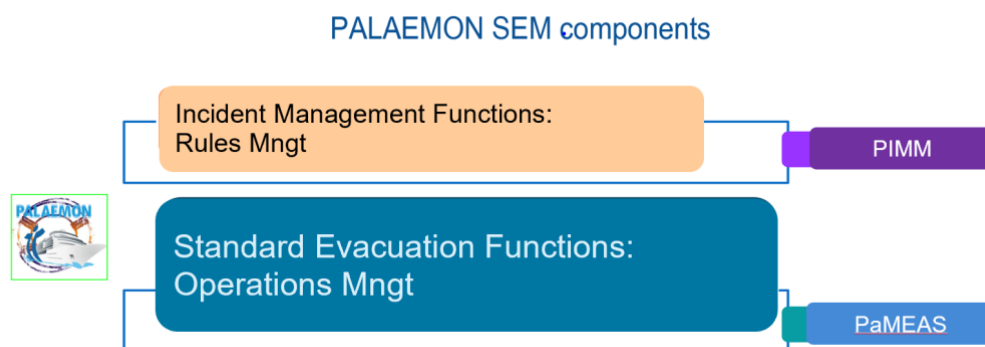 PALAEMON SEM components
Incident Management Functions:
Rules Mngt
PIMM
PALAEMON
Standard Evacuation Functions:
Operations Mngt
PaMEAS